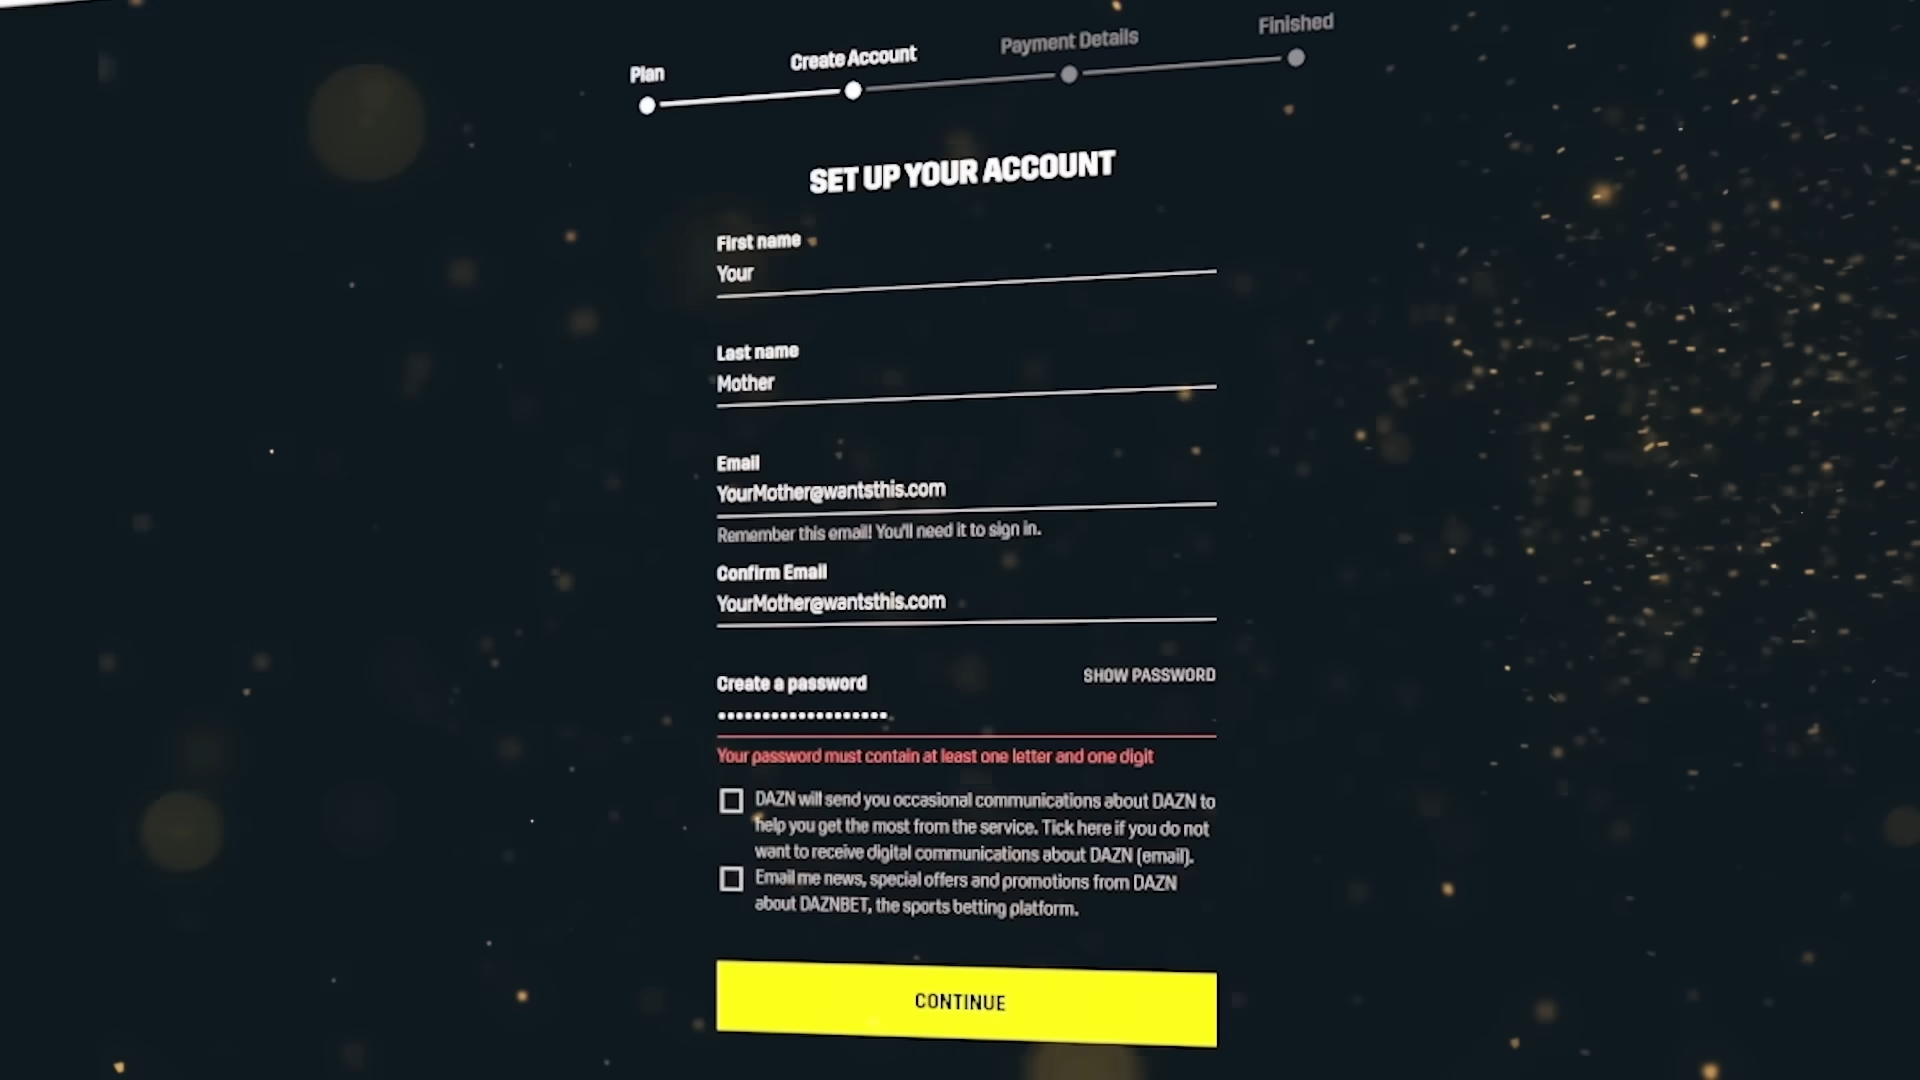 Plan
Create Account
Payment Details
Finished
SET UP YOUR ACCOUNT
First name
Your
Last name
Mother
Email
YourMother@wantsthis.com
Remember this email! You'll need it to sign in.
Confirm Email
YourMother@wantsthis.com
Create a password
SHOW PASSWORD
•••••••••••••••••••
Your password must contain at least one letter and one digit
DAZN will send you occasional communications about DAZN to
help you get the most from the service. Tick here if you do not
want to receive digital communications about DAZN (email).
Email me news, special offers and promotions from DAZN
about DAZNBET, the sports betting platform.
CONTINUE